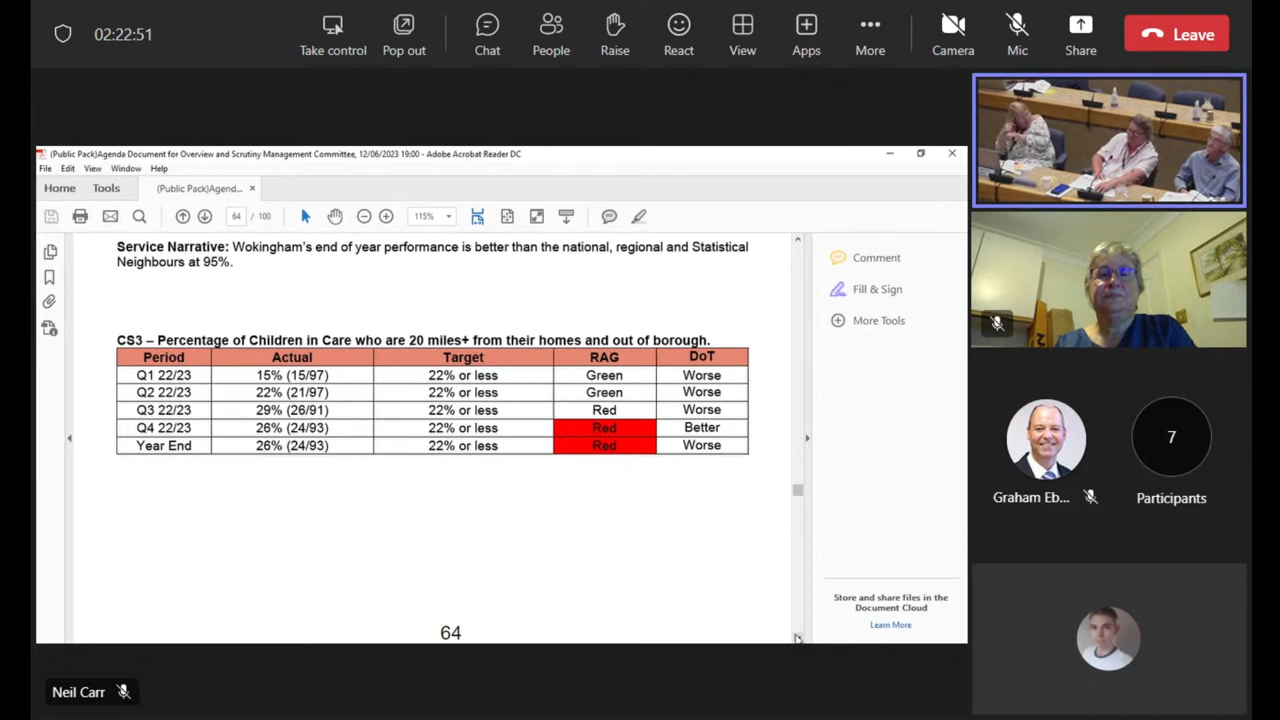 02:22:51
Take control
Pop out
Chat
People
Raise
React
View
Apps
More
Camera
Mic
Share
Leave
(Public Pack)Agenda Document for Overview and Scrutiny Management Committee, 12/06/2023 19:00 - Adobe Acrobat Reader DC
File Edit View Window Help
Home Tools (Public Pack)Agend... ×
64 / 100 115%
Service Narrative: Wokingham's end of year performance is better than the national, regional and Statistical
Neighbours at 95%.
CS3 – Percentage of Children in Care who are 20 miles+ from their homes and out of borough.
Period Actual Target RAG DoT
Q1 22/23 15% (15/97) 22% or less Green Worse
Q2 22/23 22% (21/97) 22% or less Green Worse
Q3 22/23 29% (26/91) 22% or less Red Worse
Q4 22/23 26% (24/93) 22% or less Red Better
Year End 26% (24/93) 22% or less Red Worse
64
Comment
Fill & Sign
More Tools
Store and share files in the
Document Cloud
Learn More
Graham Eb...
7
Participants
Neil Carr